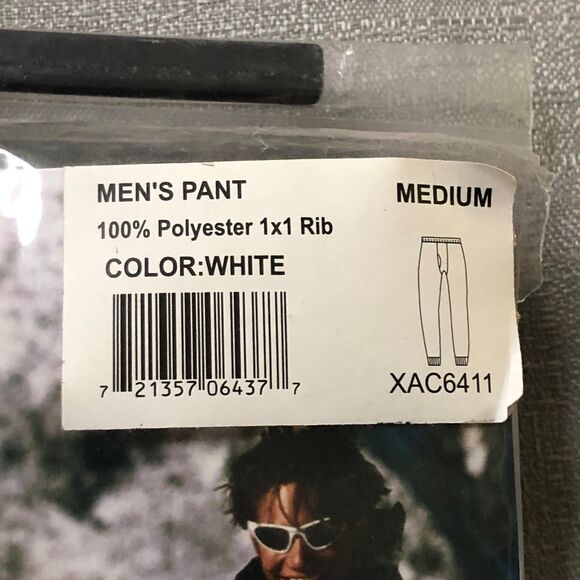 MEN'S PANT
MEDIUM
100% Polyester 1x1 Rib
COLOR:WHITE
7 21357 06437 7
XAC6411